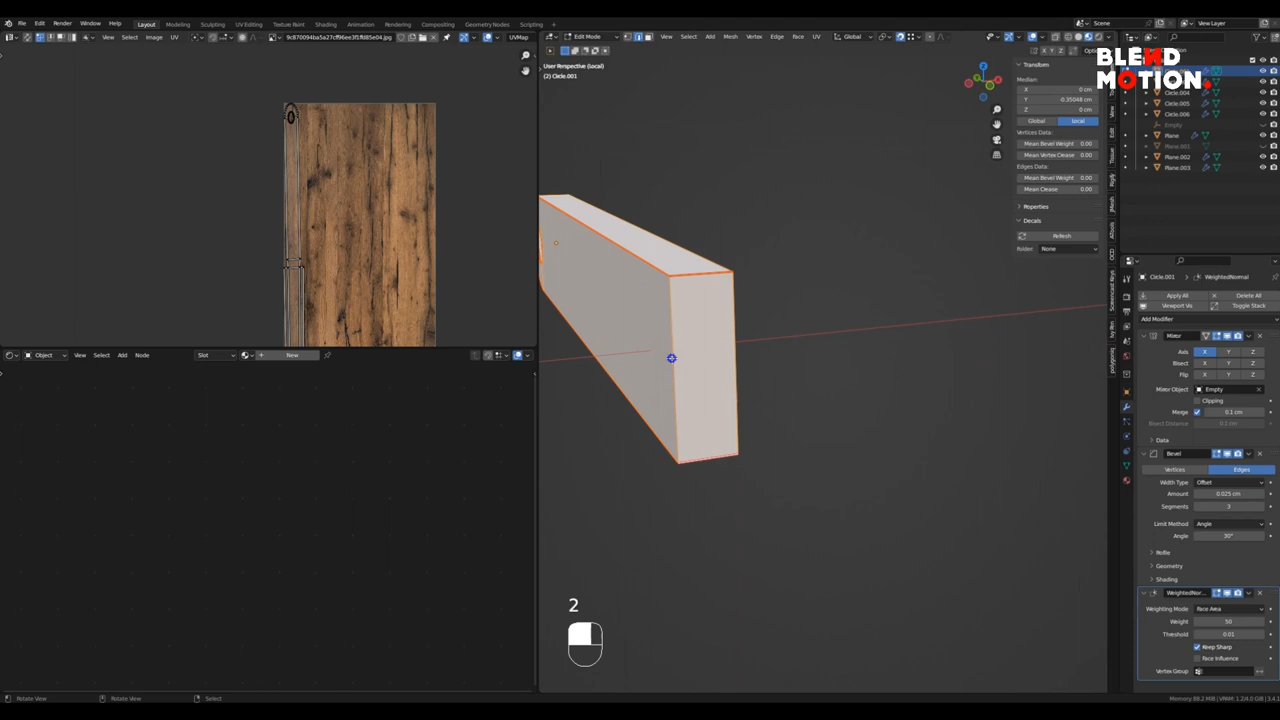 File Edit Render Window Help Layout Modeling Sculpting UV Editing Texture Paint Shading Animation Rendering Compositing Geometry Nodes Scripting Scene View Layer
View Select Image UV 9c870094ba5a27cf96ee3f1ffd85e04.jpg UVMap
Edit Mode View Select Add Mesh Vertex Edge Face UV Global
X Y Z
BLEND
MOTION.
User Perspective (local)
(2) Circle.001
Transform
Median:
X 0 cm
Y -0.35048 cm
Z 0 cm
Global Local
Vertices Data:
Mean Bevel Weight 0.00
Mean Vertex Crease 0.00
Edges Data:
Mean Bevel Weight 0.00
Mean Crease 0.00
Properties
Decals
Refresh
Folder: None
Circle.004
Circle.005
Circle.006
Empty
Plane
Plane.001
Plane.002
Plane.003
Circle.001 WeightedNormal
Apply All Delete All
Viewport Vis Toggle Stack
Add Modifier
Mirror
Axis X Y Z
Bisect X Y Z
Flip X Y Z
Mirror Object Empty
Clipping
Merge 0.1 cm
Bisect Distance 0.1 cm
Data
Bevel
Vertices Edges
Width Type Offset
Amount 0.025 cm
Segments 3
Limit Method Angle
Angle 30°
Profile
Geometry
Shading
WeightedNor...
Weighting Mode Face Area
Weight 50
Threshold 0.01
Keep Sharp
Face Influence
Vertex Group
Object View Select Add Node Slot New
2
Rotate View Rotate View Select